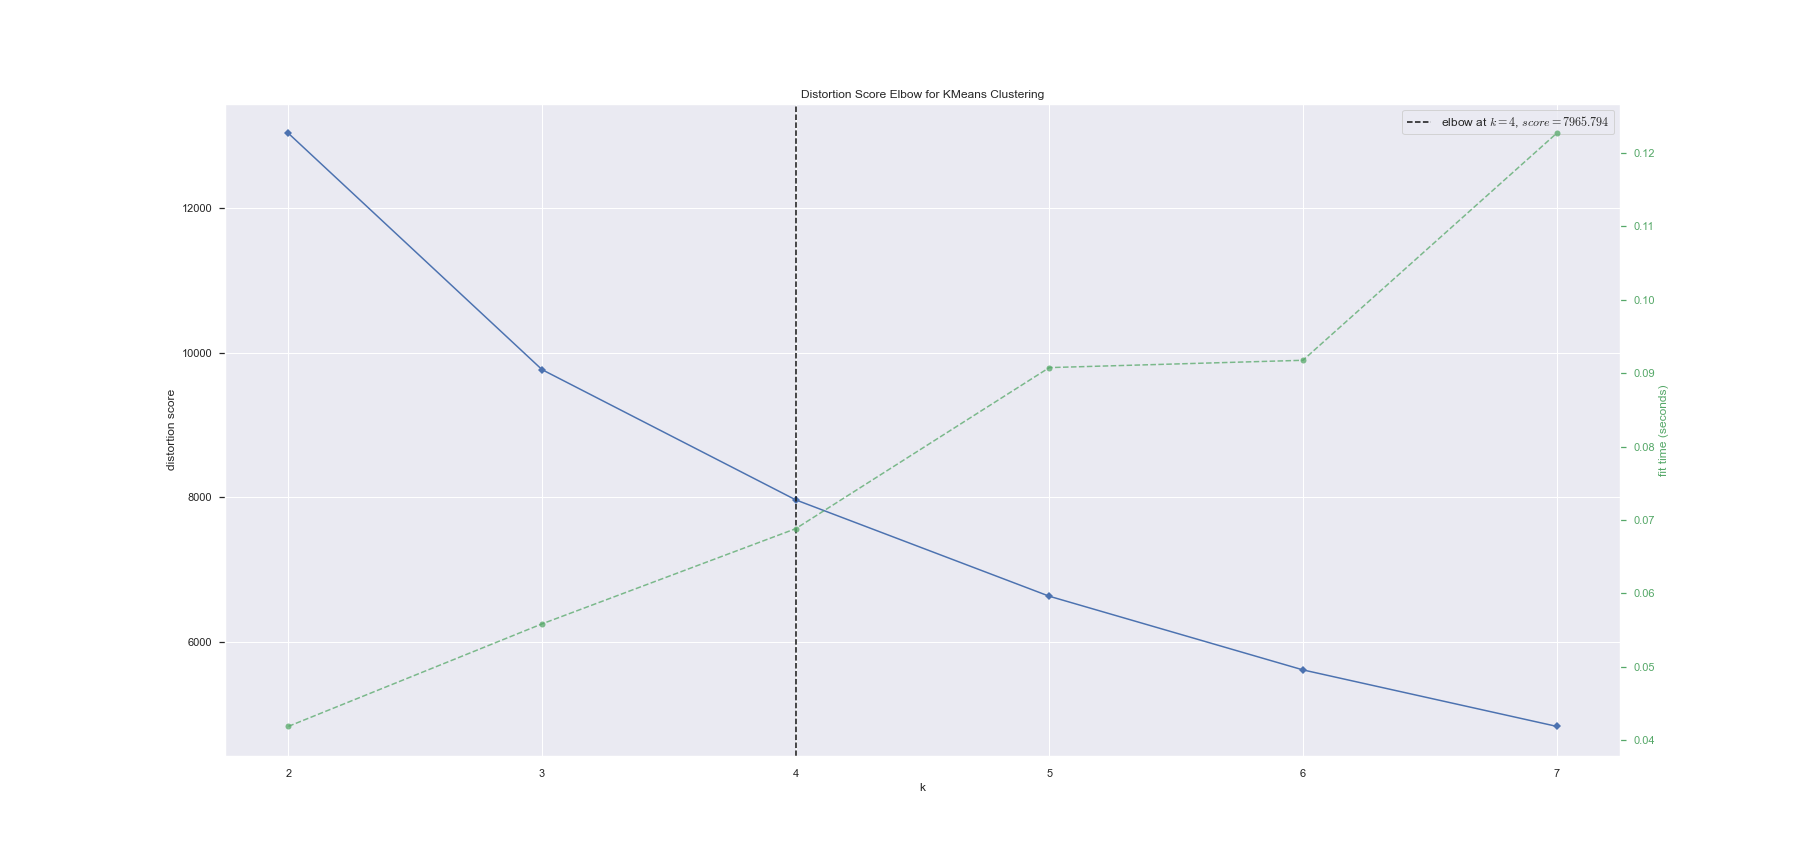 Distortion Score Elbow for KMeans Clustering
elbow at k = 4, score = 7965.794
12000
10000
8000
6000
distortion score
0.12
0.11
0.10
0.09
0.08
0.07
0.06
0.05
0.04
fit time (seconds)
2 3 4 5 6 7
k